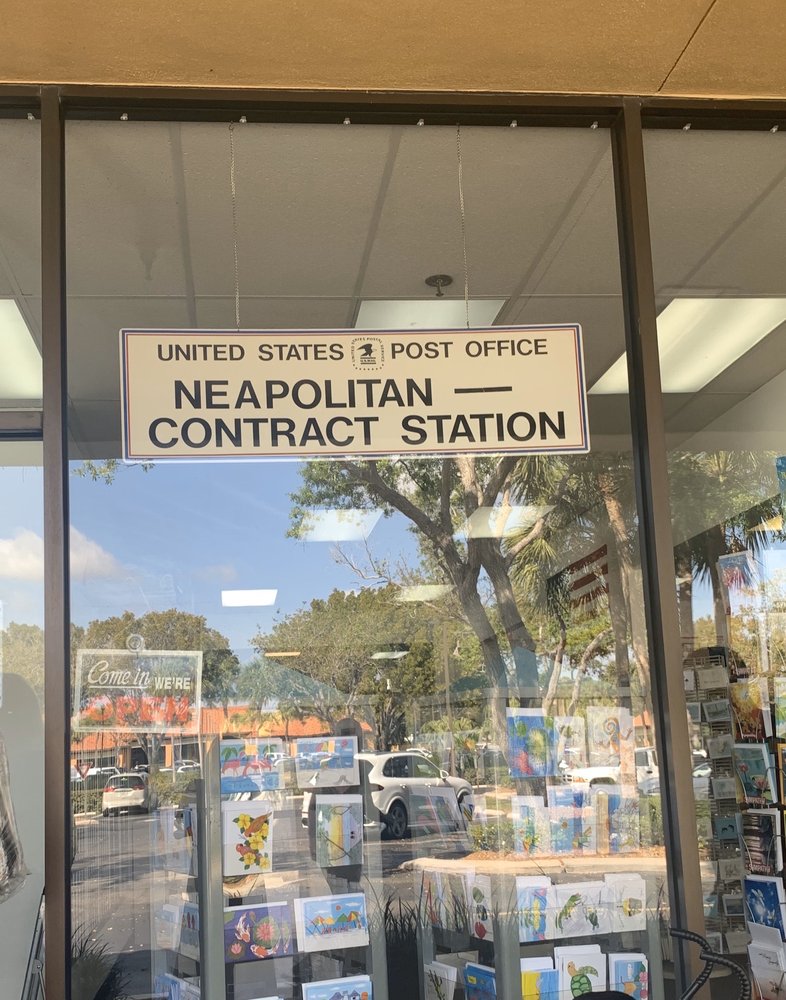 UNITED STATES POST OFFICE
NEAPOLITAN —
CONTRACT STATION
Come in WE'RE
OPEN